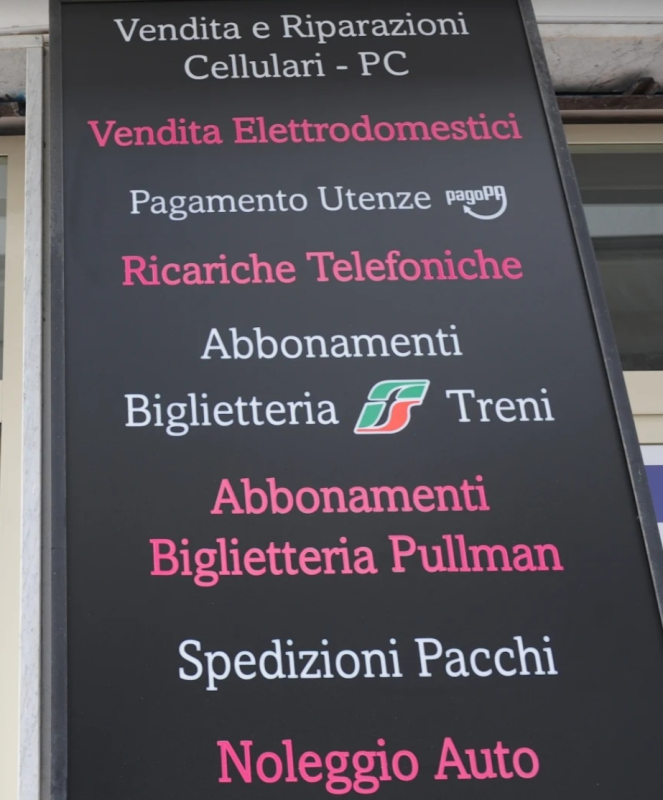 Vendita e Riparazioni
Cellulari - PC
Vendita Elettrodomestici
Pagamento Utenze pagoPA
Ricariche Telefoniche
Abbonamenti
Biglietteria FS Treni
Abbonamenti
Biglietteria Pullman
Spedizioni Pacchi
Noleggio Auto